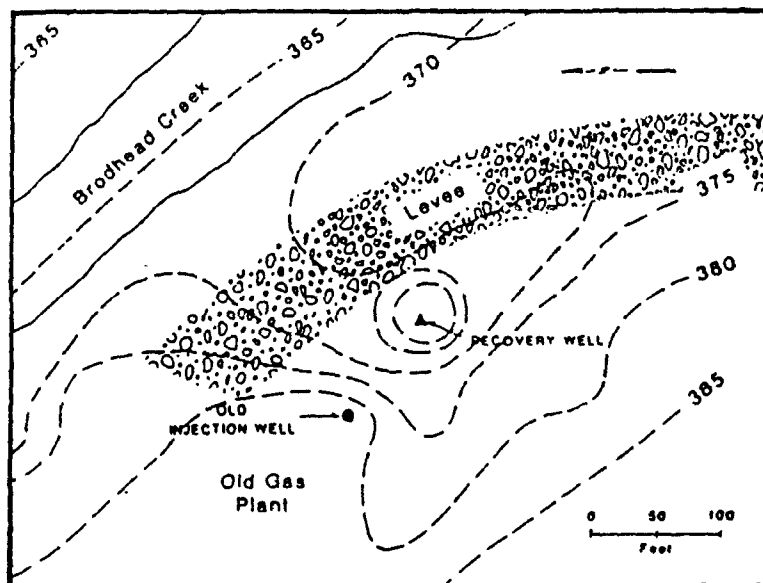 365
365
370
Brodhead Creek
Levee
375
380
RECOVERY WELL
385
OLD
INJECTION WELL
Old Gas
Plant
0 50 100
Feet